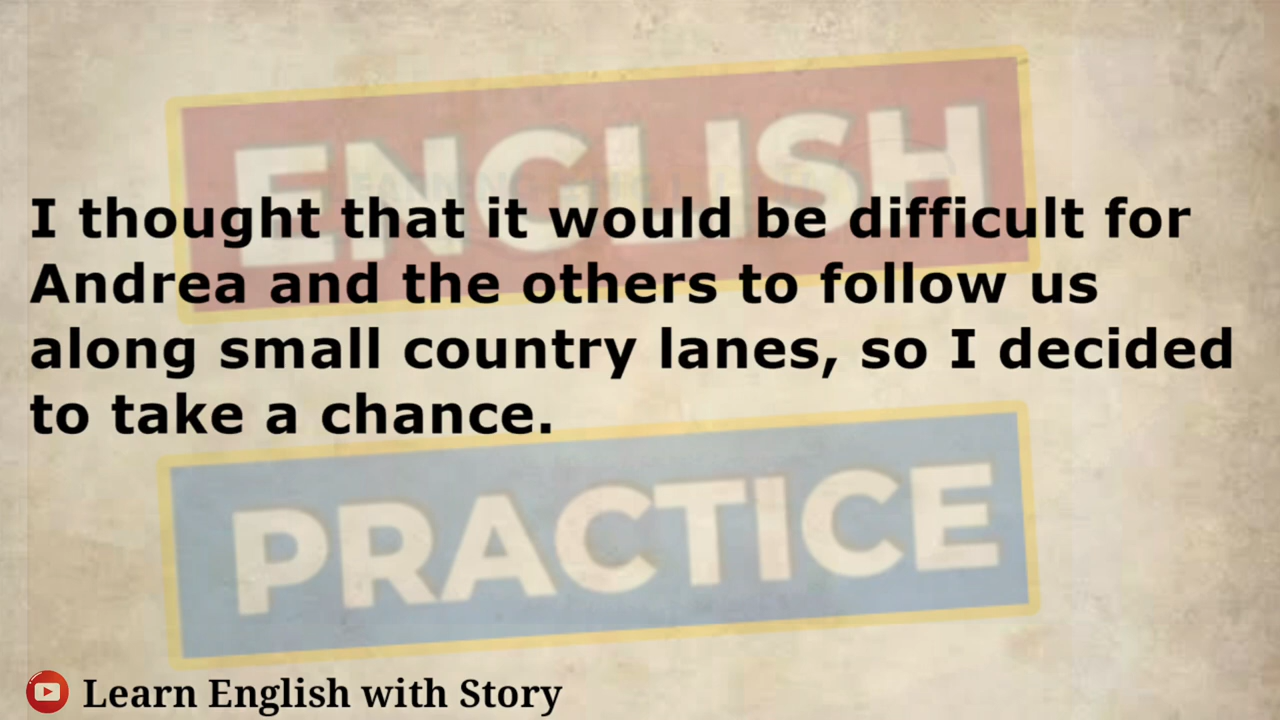 ENGLISH
I thought that it would be difficult for
Andrea and the others to follow us
along small country lanes, so I decided
to take a chance.
PRACTICE
Learn English with Story